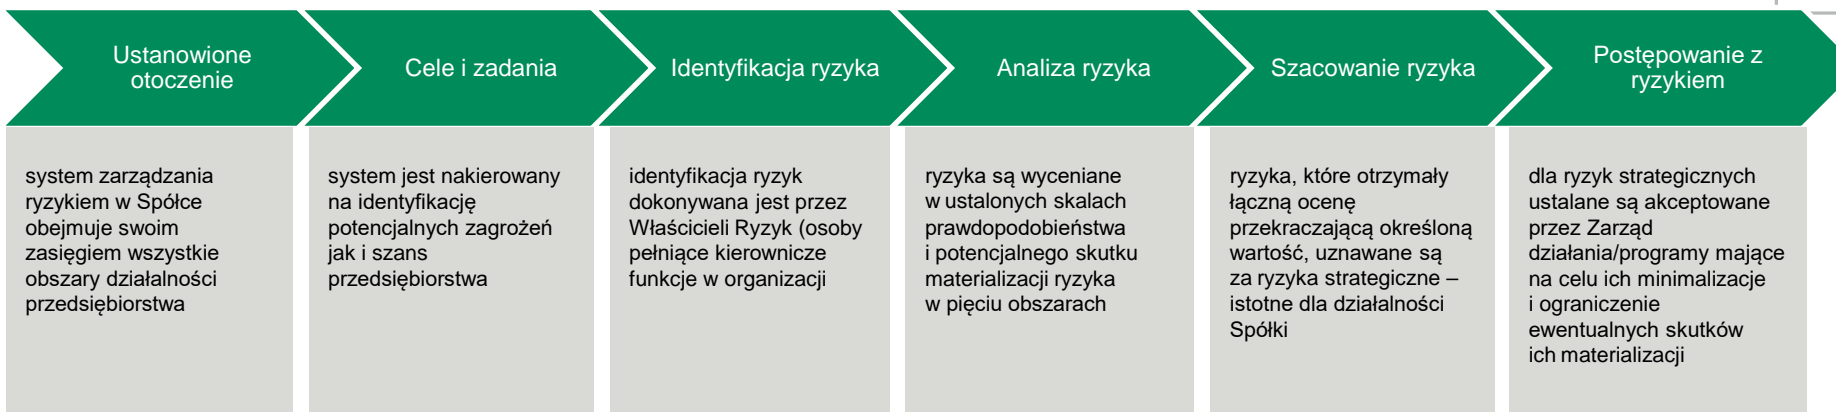 Ustanowione
otoczenie
system zarządzania
ryzykiem w Spółce
obejmuje swoim
zasięgiem wszystkie
obszary działalności
przedsiębiorstwa
Cele i zadania
system jest nakierowany
na identyfikację
potencjalnych zagrożeń
jak i szans
przedsiębiorstwa
Identyfikacja ryzyka
identyfikacja ryzyk
dokonywana jest przez
Właścicieli Ryzyk (osoby
pełniące kierownicze
funkcje w organizacji
Analiza ryzyka
ryzyka są wyceniane
w ustalonych skalach
prawdopodobieństwa
i potencjalnego skutku
materializacji ryzyka
w pięciu obszarach
Szacowanie ryzyka
ryzyka, które otrzymały
łączną ocenę
przekraczającą określoną
wartość, uznawane są
za ryzyka strategiczne –
istotne dla działalności
Spółki
Postępowanie z
ryzykiem
dla ryzyk strategicznych
ustalane są akceptowane
przez Zarząd
działania/programy mające
na celu ich minimalizacje
i ograniczenie
ewentualnych skutków
ich materializacji